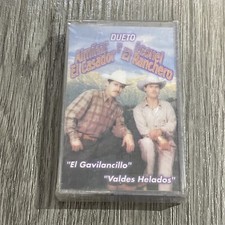 DUETO
El Cazador
El Ranchero
"El Gavilancillo"
"Valdes Helados"